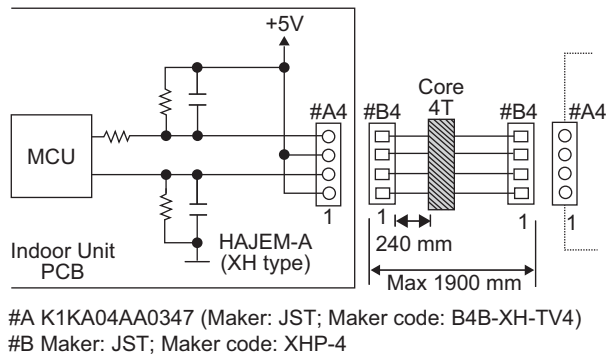 +5V
#A4
#B4
Core
4T
#B4
#A4
MCU
1
1
1
1
240 mm
Indoor Unit
PCB
HAJEM-A
(XH type)
Max 1900 mm
#A K1KA04AA0347 (Maker: JST; Maker code: B4B-XH-TV4)
#B Maker: JST; Maker code: XHP-4